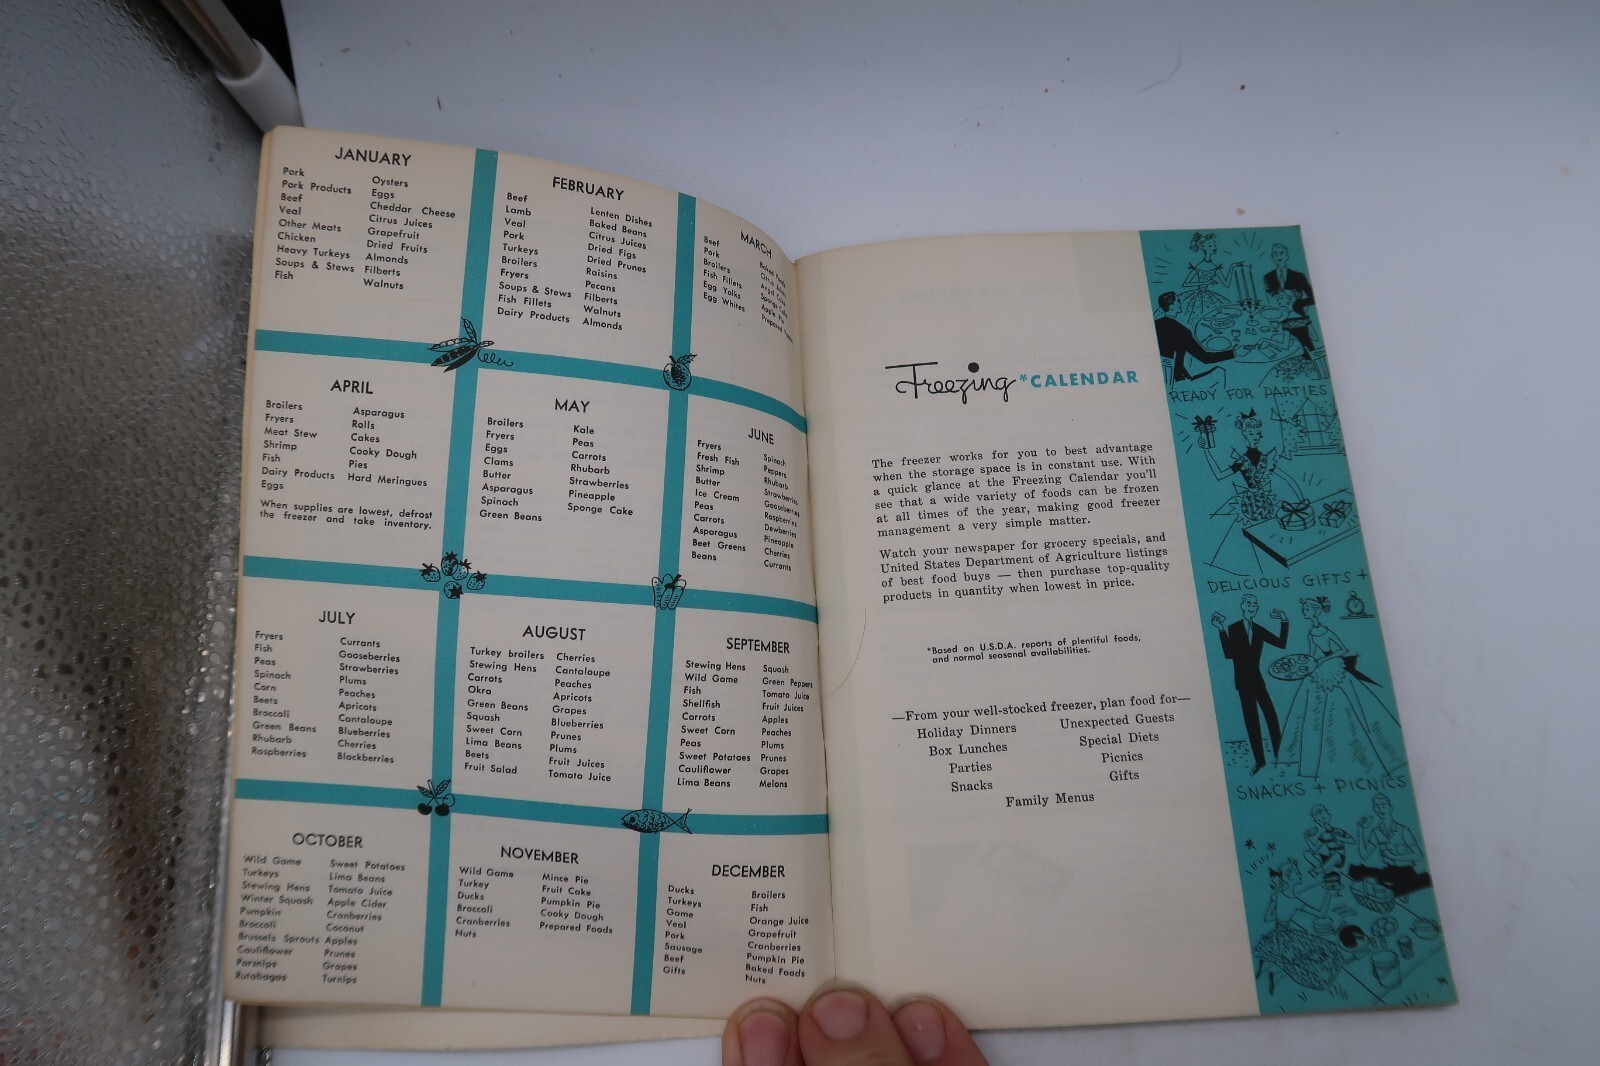 JANUARY
Pork
Pork Products
Beef
Veal
Other Meats
Chicken
Heavy Turkeys
Soups & Stews
Fish
Oysters
Eggs
Cheddar Cheese
Citrus Juices
Grapefruit
Dried Fruits
Almonds
Filberts
Walnuts
FEBRUARY
Beef
Lamb
Veal
Pork
Turkeys
Broilers
Fryers
Soups & Stews
Fish Fillets
Dairy Products
Lenten Dishes
Baked Beans
Citrus Juices
Dried Figs
Dried Prunes
Raisins
Pecans
Filberts
Walnuts
Almonds
MARCH
Beef
Pork
Broilers
Fish Fillets
Egg Yolks
Egg Whites
Baked
Citrus
Angel Cake
Sponge Cake
Apple Pie
Prepared
APRIL
Broilers
Fryers
Meat Stew
Shrimp
Fish
Dairy Products
Eggs
Asparagus
Rolls
Cakes
Cooky Dough
Pies
Hard Meringues
When supplies are lowest, defrost
the freezer and take inventory.
MAY
Broilers
Fryers
Eggs
Clams
Butter
Asparagus
Spinach
Green Beans
Kale
Peas
Carrots
Rhubarb
Strawberries
Pineapple
Sponge Cake
JUNE
Fryers
Fresh Fish
Shrimp
Butter
Ice Cream
Peas
Carrots
Asparagus
Beet Greens
Beans
Spinach
Peppers
Rhubarb
Strawberries
Gooseberries
Raspberries
Dewberries
Pineapple
Cherries
Currants
JULY
Fryers
Fish
Peas
Spinach
Corn
Beets
Broccoli
Green Beans
Rhubarb
Raspberries
Currants
Gooseberries
Strawberries
Plums
Peaches
Apricots
Cantaloupe
Blueberries
Cherries
Blackberries
AUGUST
Turkey broilers
Stewing Hens
Carrots
Okra
Green Beans
Squash
Sweet Corn
Lima Beans
Beets
Fruit Salad
Cherries
Cantaloupe
Peaches
Apricots
Grapes
Blueberries
Prunes
Plums
Fruit Juices
Tomato Juice
SEPTEMBER
Stewing Hens
Wild Game
Fish
Shellfish
Carrots
Sweet Corn
Peas
Sweet Potatoes
Cauliflower
Lima Beans
Squash
Green Peppers
Tomato Juice
Fruit Juices
Apples
Peaches
Plums
Prunes
Grapes
Melons
OCTOBER
Wild Game
Turkeys
Stewing Hens
Winter Squash
Pumpkin
Broccoli
Brussels Sprouts
Cauliflower
Parsnips
Rutabagas
Sweet Potatoes
Lima Beans
Tomato Juice
Apple Cider
Cranberries
Coconut
Apples
Prunes
Grapes
Turnips
NOVEMBER
Wild Game
Turkey
Ducks
Broccoli
Cranberries
Nuts
Mince Pie
Fruit Cake
Pumpkin Pie
Cooky Dough
Prepared Foods
DECEMBER
Ducks
Turkeys
Game
Veal
Pork
Sausage
Beef
Gifts
Broilers
Fish
Orange Juice
Grapefruit
Cranberries
Pumpkin Pie
Baked Foods
Nuts
Freezing *CALENDAR
The freezer works for you to best advantage
when the storage space is in constant use. With
a quick glance at the Freezing Calendar you'll
see that a wide variety of foods can be frozen
at all times of the year, making good freezer
management a very simple matter.
Watch your newspaper for grocery specials, and
United States Department of Agriculture listings
of best food buys — then purchase top-quality
products in quantity when lowest in price.
*Based on U.S.D.A. reports of plentiful foods,
and normal seasonal availabilities.
—From your well-stocked freezer, plan food for—
Holiday Dinners
Box Lunches
Parties
Snacks
Unexpected Guests
Special Diets
Picnics
Gifts
Family Menus
READY FOR PARTIES
DELICIOUS GIFTS +
SNACKS + PICNICS